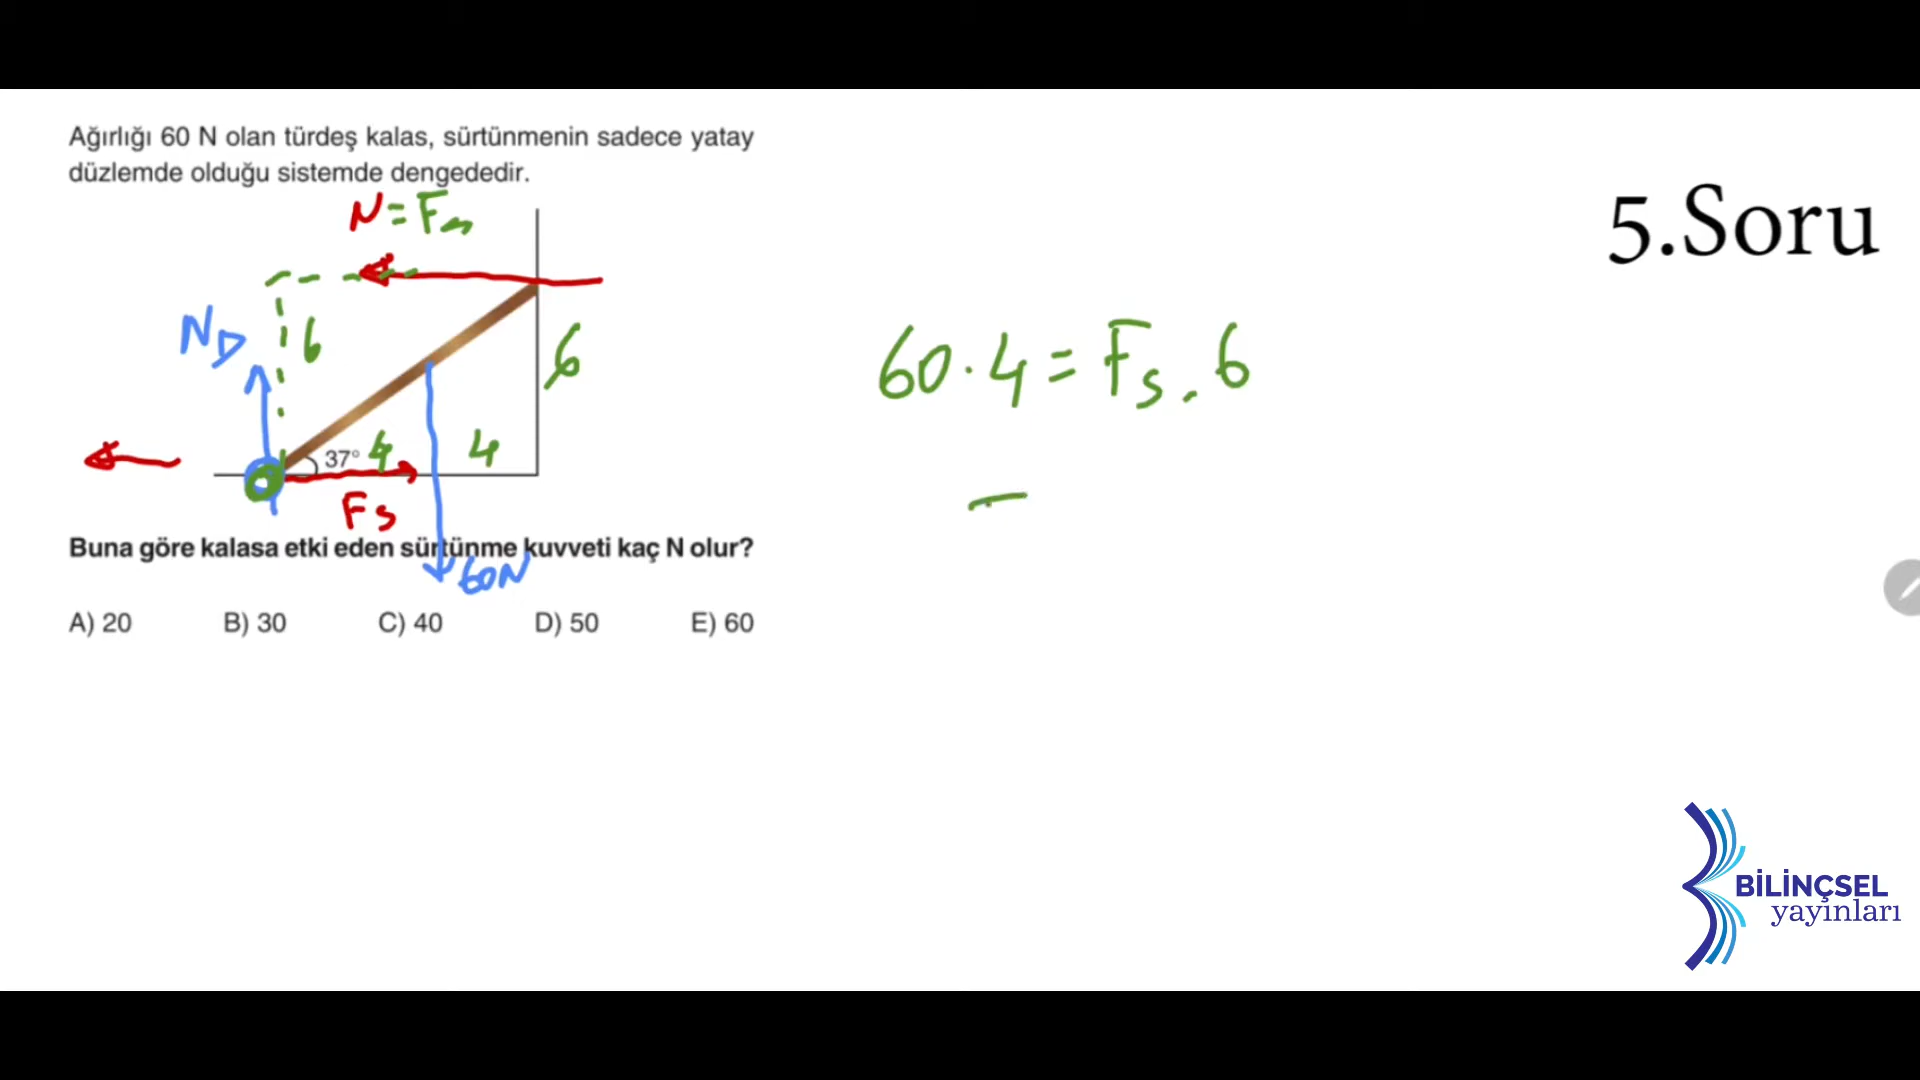 Ağırlığı 60 N olan türdeş kalas, sürtünmenin sadece yatay
düzlemde olduğu sistemde dengededir.
5.Soru
N = Fs
ND
6
6
60 . 4 = Fs . 6
37°
4
4
Fs
Buna göre kalasa etki eden sürtünme kuvveti kaç N olur?
60N
A) 20 B) 30 C) 40 D) 50 E) 60
BİLİNÇSEL
yayınları